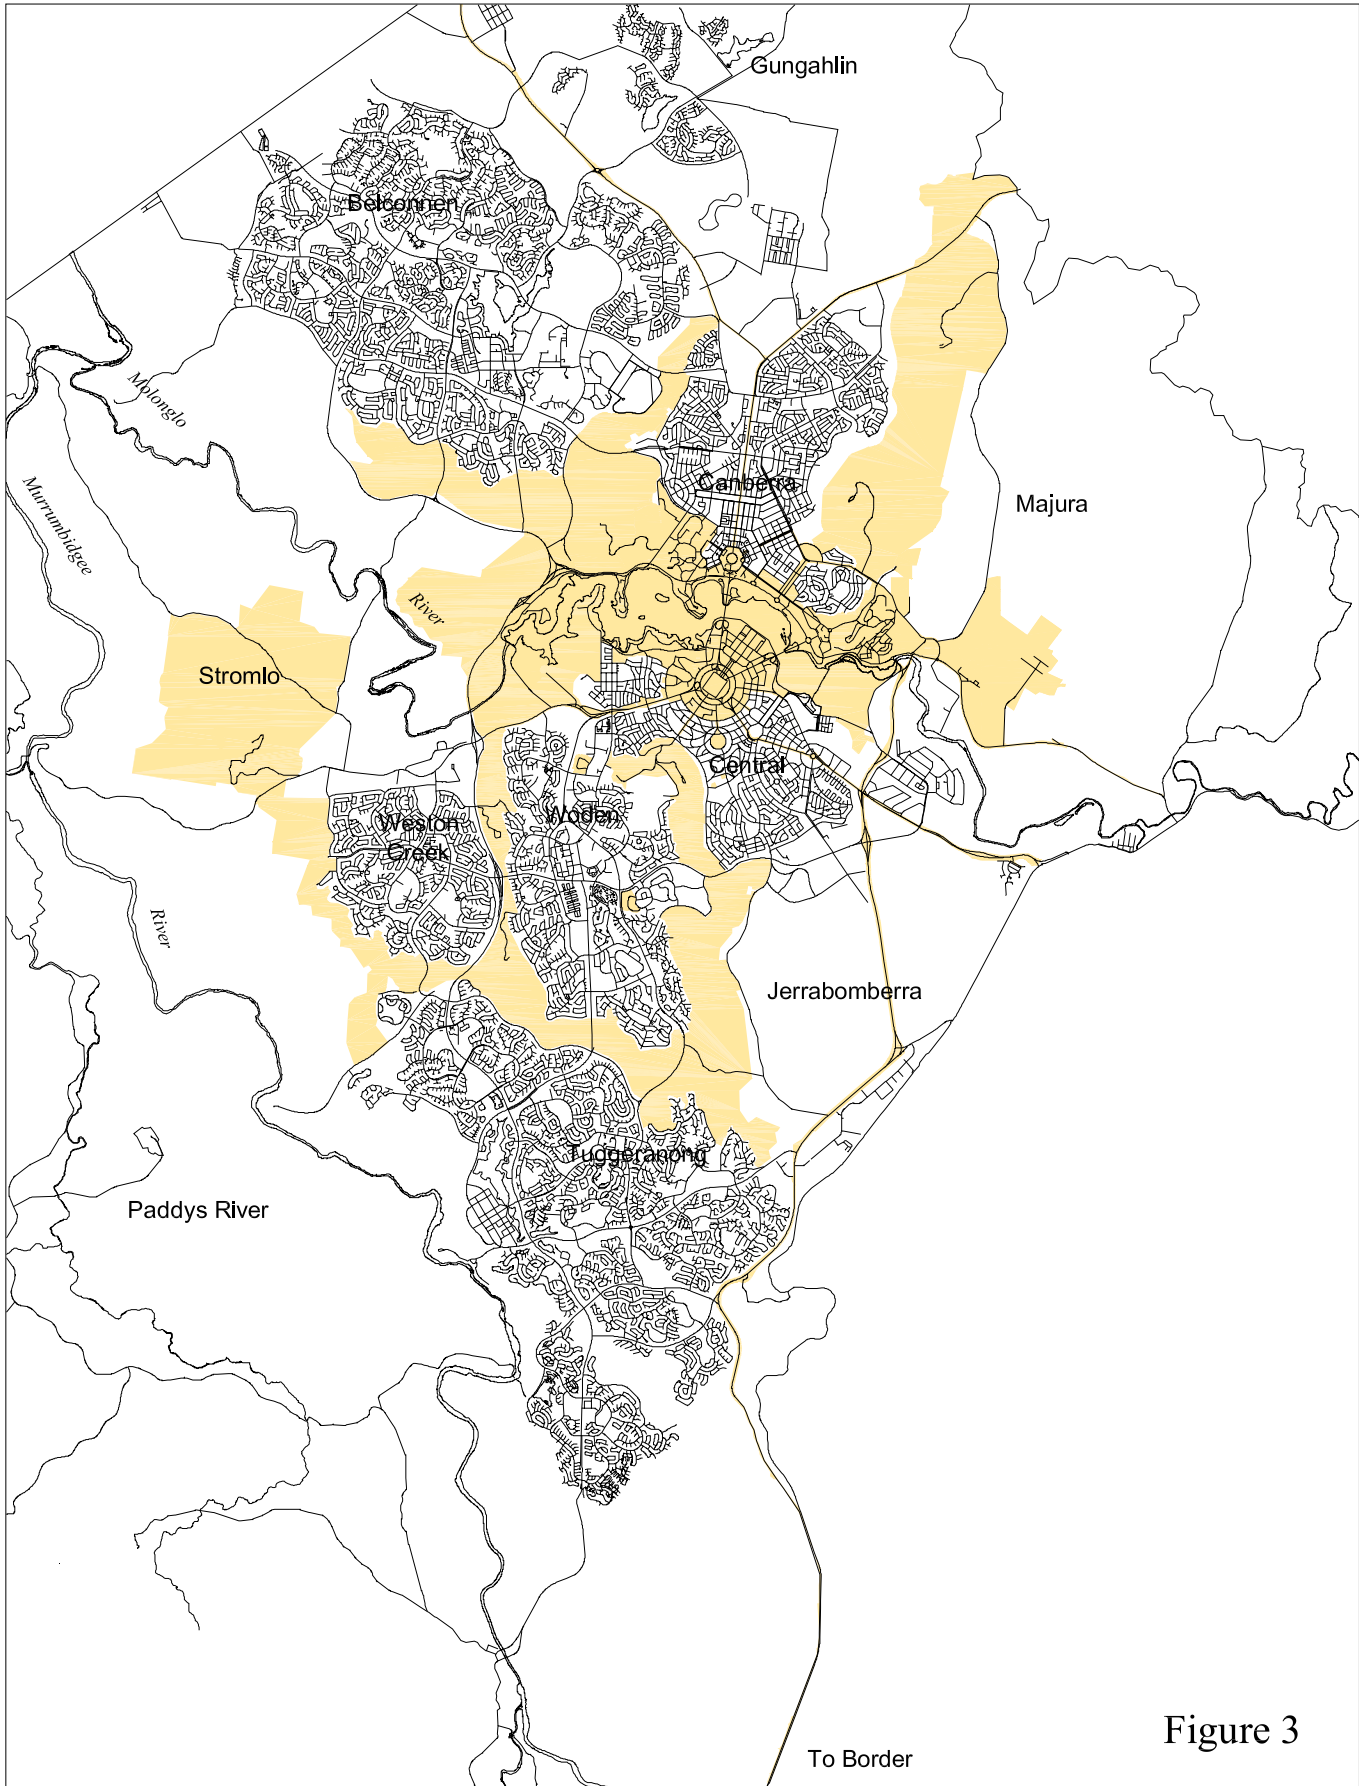 Gungahlin
Belconnen
Molonglo
Canberra
Murrumbidgee
Majura
River
Stromlo
Central
Weston
Creek
Woden
River
Jerrabomberra
Tuggeranong
Paddys River
Figure 3
To Border